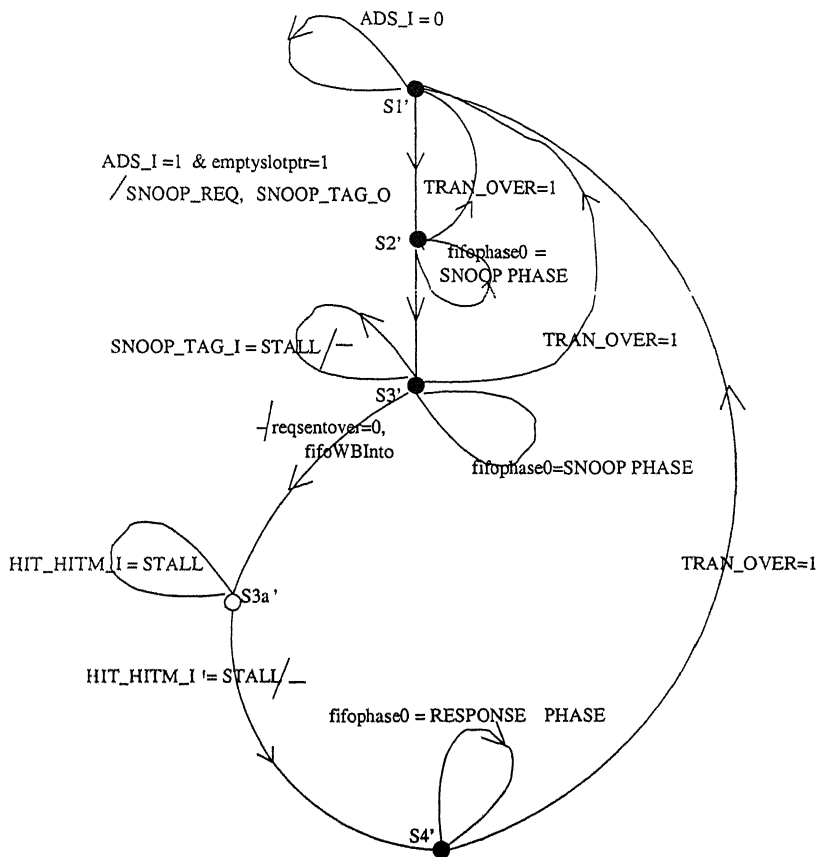 ADS_I = 0
S1'
ADS_I =1 & emptyslotptr=1
/SNOOP_REQ, SNOOP_TAG_O
TRAN_OVER=1
S2'
fifophase0 =
SNOOP PHASE
SNOOP_TAG_I = STALL / –
TRAN_OVER=1
S3'
-/reqsentover=0,
fifoWBInto
fifophase0=SNOOP PHASE
HIT_HITM_I = STALL
TRAN_OVER=1
S3a'
HIT_HITM_I != STALL/ –
fifophase0 = RESPONSE PHASE
S4'